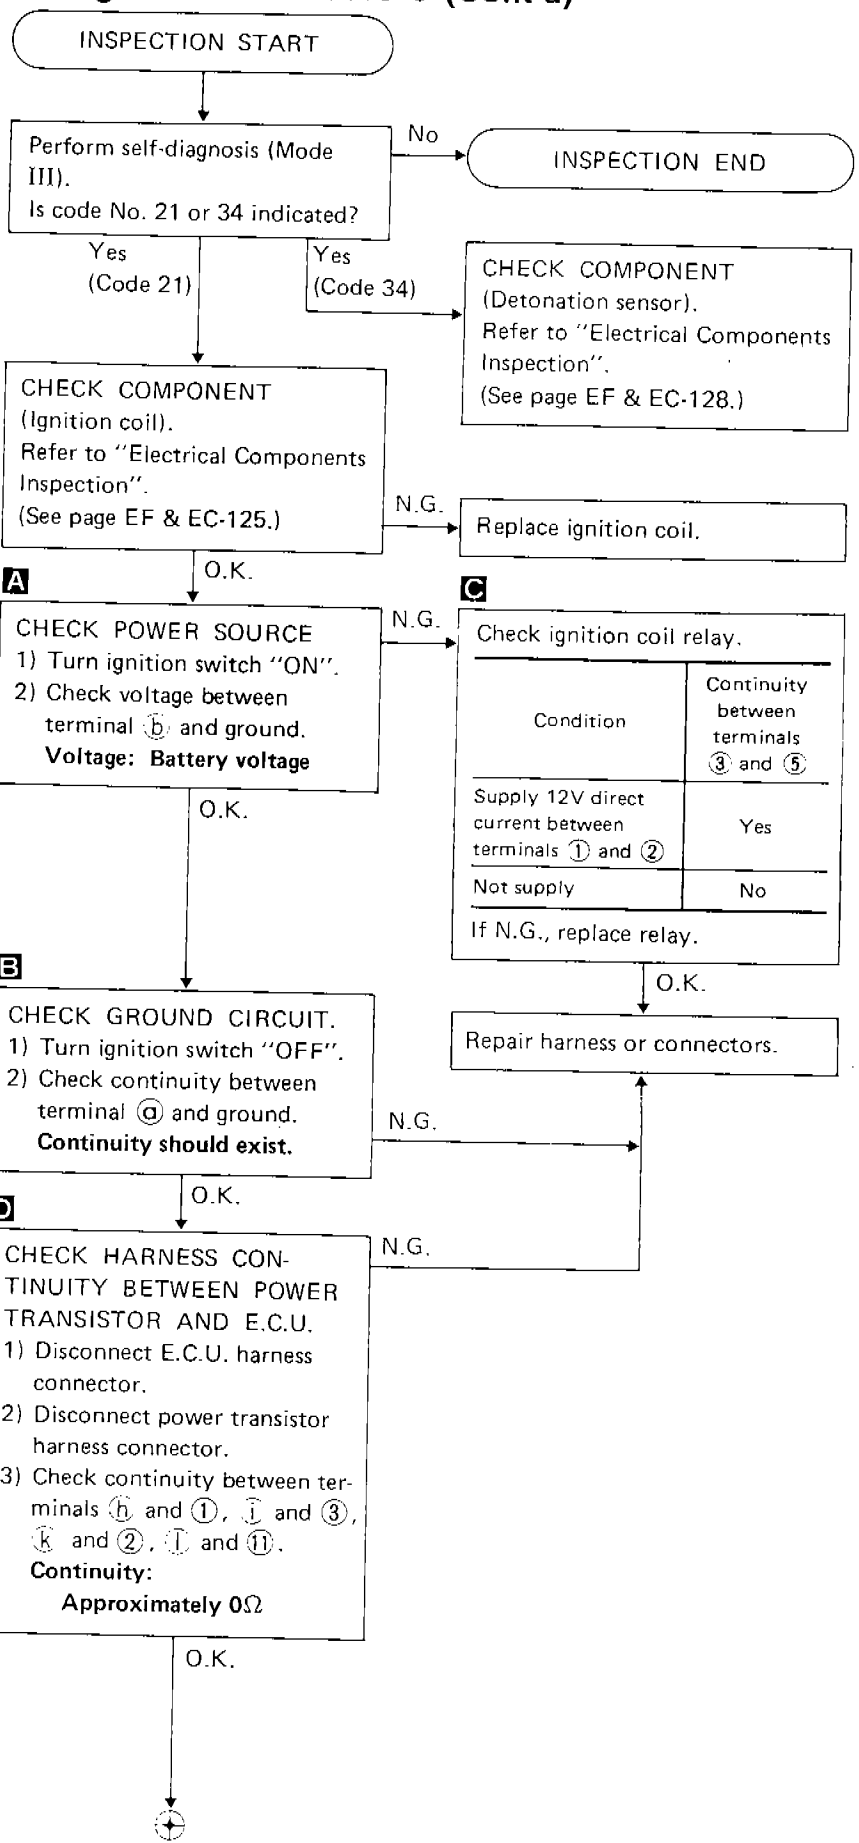 (Cont'd)
INSPECTION START
Perform self-diagnosis (Mode
III).
Is code No. 21 or 34 indicated?
No
INSPECTION END
Yes
(Code 21)
Yes
(Code 34)
CHECK COMPONENT
(Detonation sensor).
Refer to "Electrical Components
Inspection".
(See page EF & EC-128.)
CHECK COMPONENT
(Ignition coil).
Refer to "Electrical Components
Inspection".
(See page EF & EC-125.)
N.G.
Replace ignition coil.
O.K.
A
CHECK POWER SOURCE
1) Turn ignition switch "ON".
2) Check voltage between
terminal ⓑ and ground.
Voltage: Battery voltage
N.G.
C
Check ignition coil relay.
Condition
Continuity
between
terminals
③ and ⑤
Supply 12V direct
current between
terminals ① and ②
Yes
Not supply
No
If N.G., replace relay.
O.K.
O.K.
Repair harness or connectors.
B
CHECK GROUND CIRCUIT.
1) Turn ignition switch "OFF".
2) Check continuity between
terminal ⓐ and ground.
Continuity should exist.
N.G.
O.K.
D
CHECK HARNESS CON-
TINUITY BETWEEN POWER
TRANSISTOR AND E.C.U.
1) Disconnect E.C.U. harness
connector.
2) Disconnect power transistor
harness connector.
3) Check continuity between ter-
minals ⓗ and ①, ⓘ and ③,
ⓚ and ②, ⓛ and ⑪.
Continuity:
Approximately 0Ω
N.G.
O.K.